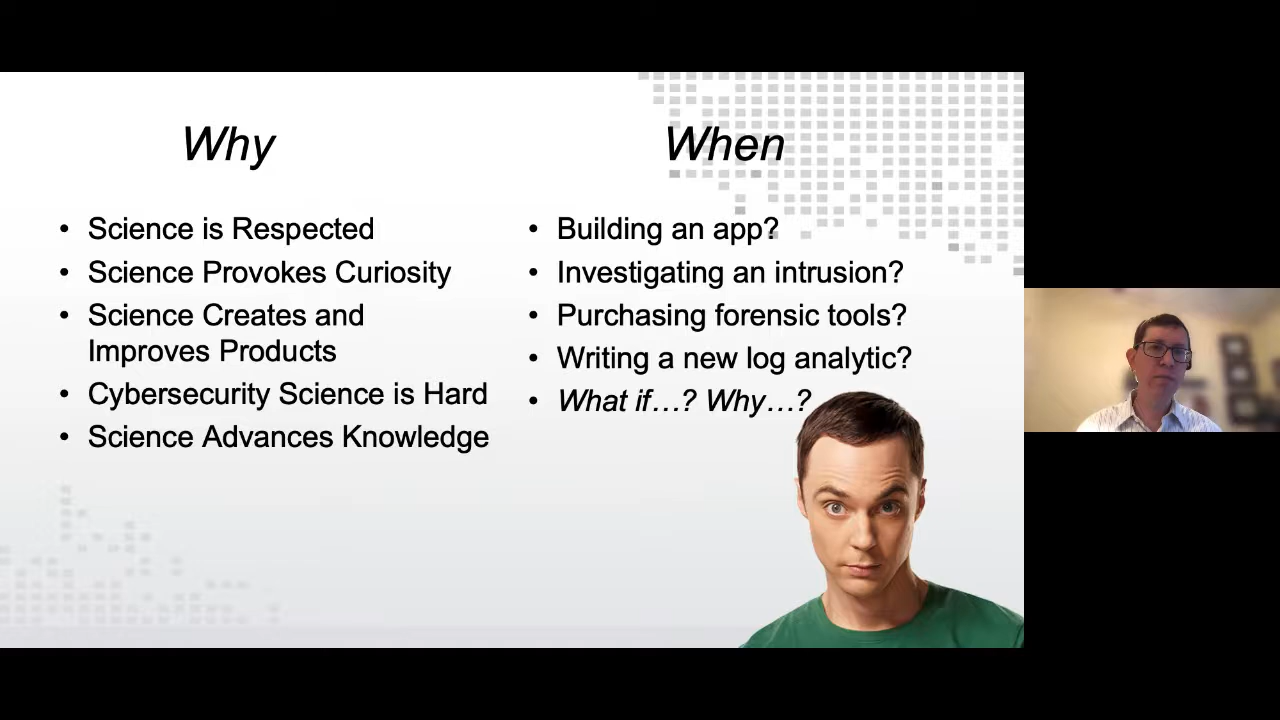 Why
• Science is Respected
• Science Provokes Curiosity
• Science Creates and
Improves Products
• Cybersecurity Science is Hard
• Science Advances Knowledge
When
• Building an app?
• Investigating an intrusion?
• Purchasing forensic tools?
• Writing a new log analytic?
• What if…? Why…?